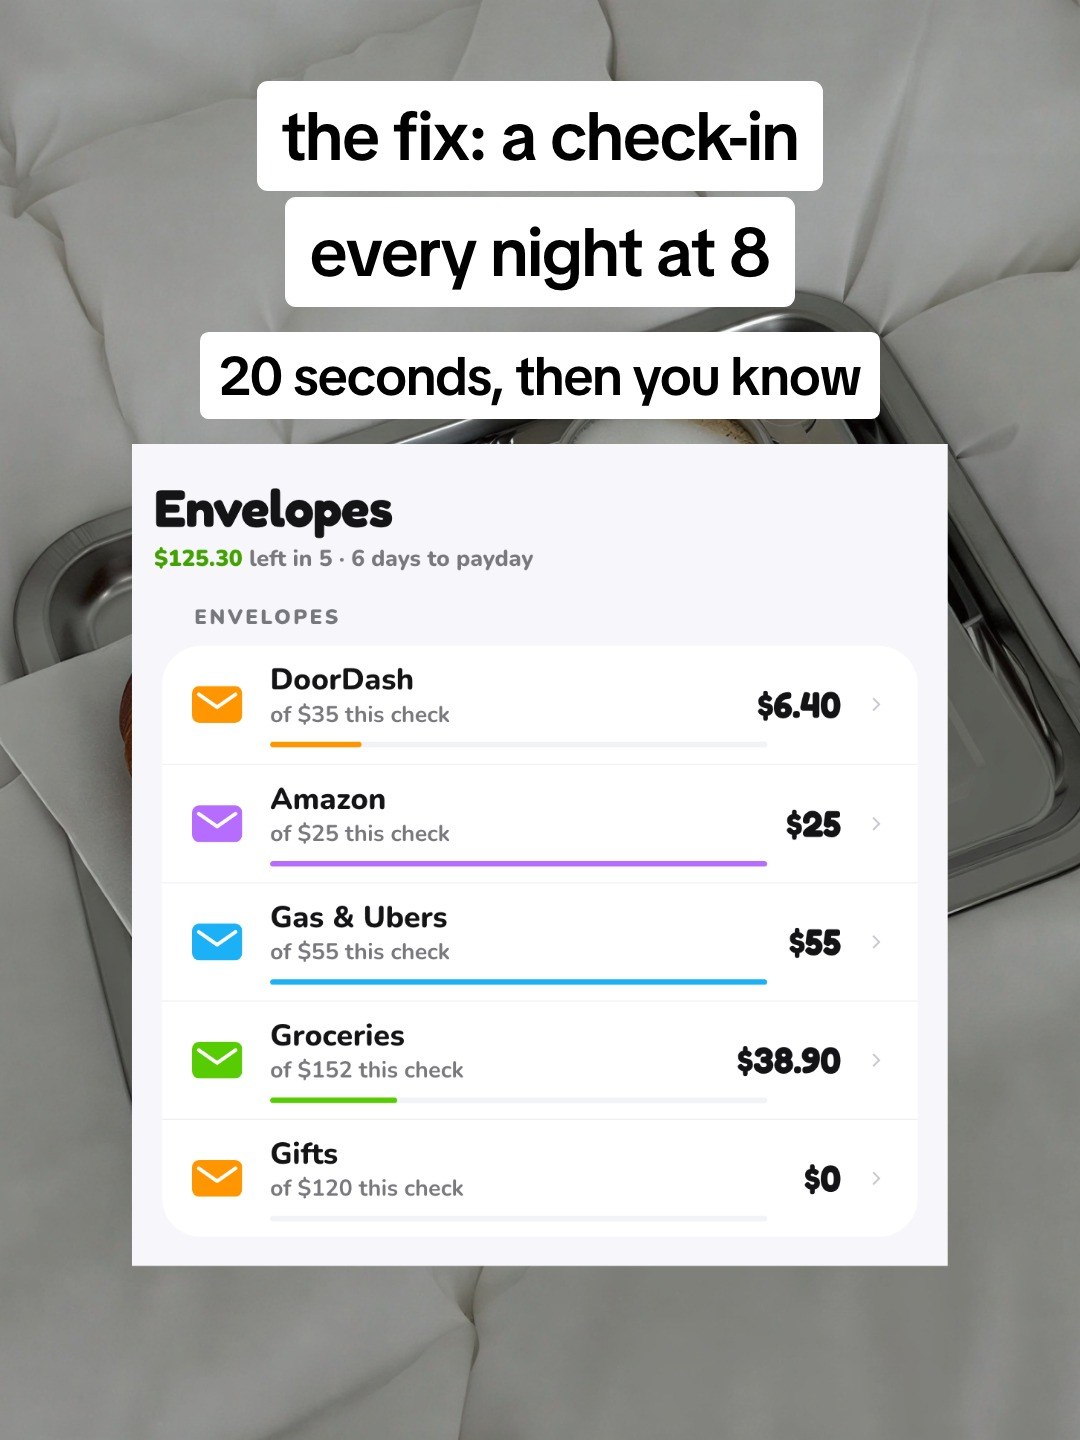 the fix: a check-in
every night at 8
20 seconds, then you know
Envelopes
$125.30 left in 5 · 6 days to payday
ENVELOPES
DoorDash
of $35 this check
$6.40
Amazon
of $25 this check
$25
Gas & Ubers
of $55 this check
$55
Groceries
of $152 this check
$38.90
Gifts
of $120 this check
$0